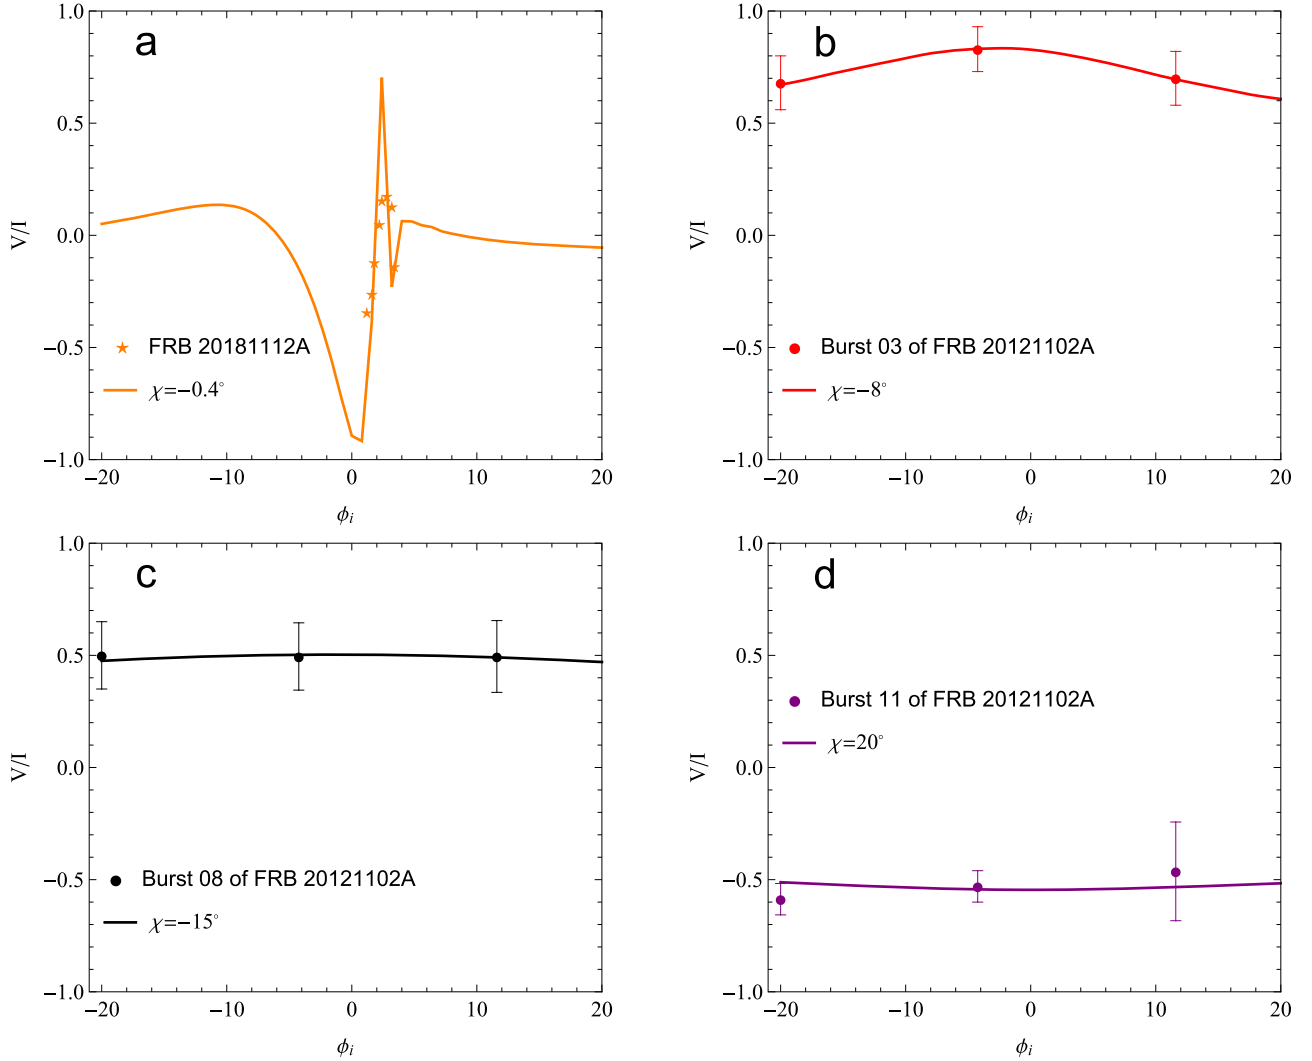 a
V/I
1.0
0.5
0.0
−0.5
−1.0
FRB 20181112A
χ=−0.4°
−20
−10
0
10
20
ϕi
b
V/I
1.0
0.5
0.0
−0.5
−1.0
Burst 03 of FRB 20121102A
χ=−8°
−20
−10
0
10
20
ϕi
c
V/I
1.0
0.5
0.0
−0.5
−1.0
Burst 08 of FRB 20121102A
χ=−15°
−20
−10
0
10
20
ϕi
d
V/I
1.0
0.5
0.0
−0.5
−1.0
Burst 11 of FRB 20121102A
χ=20°
−20
−10
0
10
20
ϕi